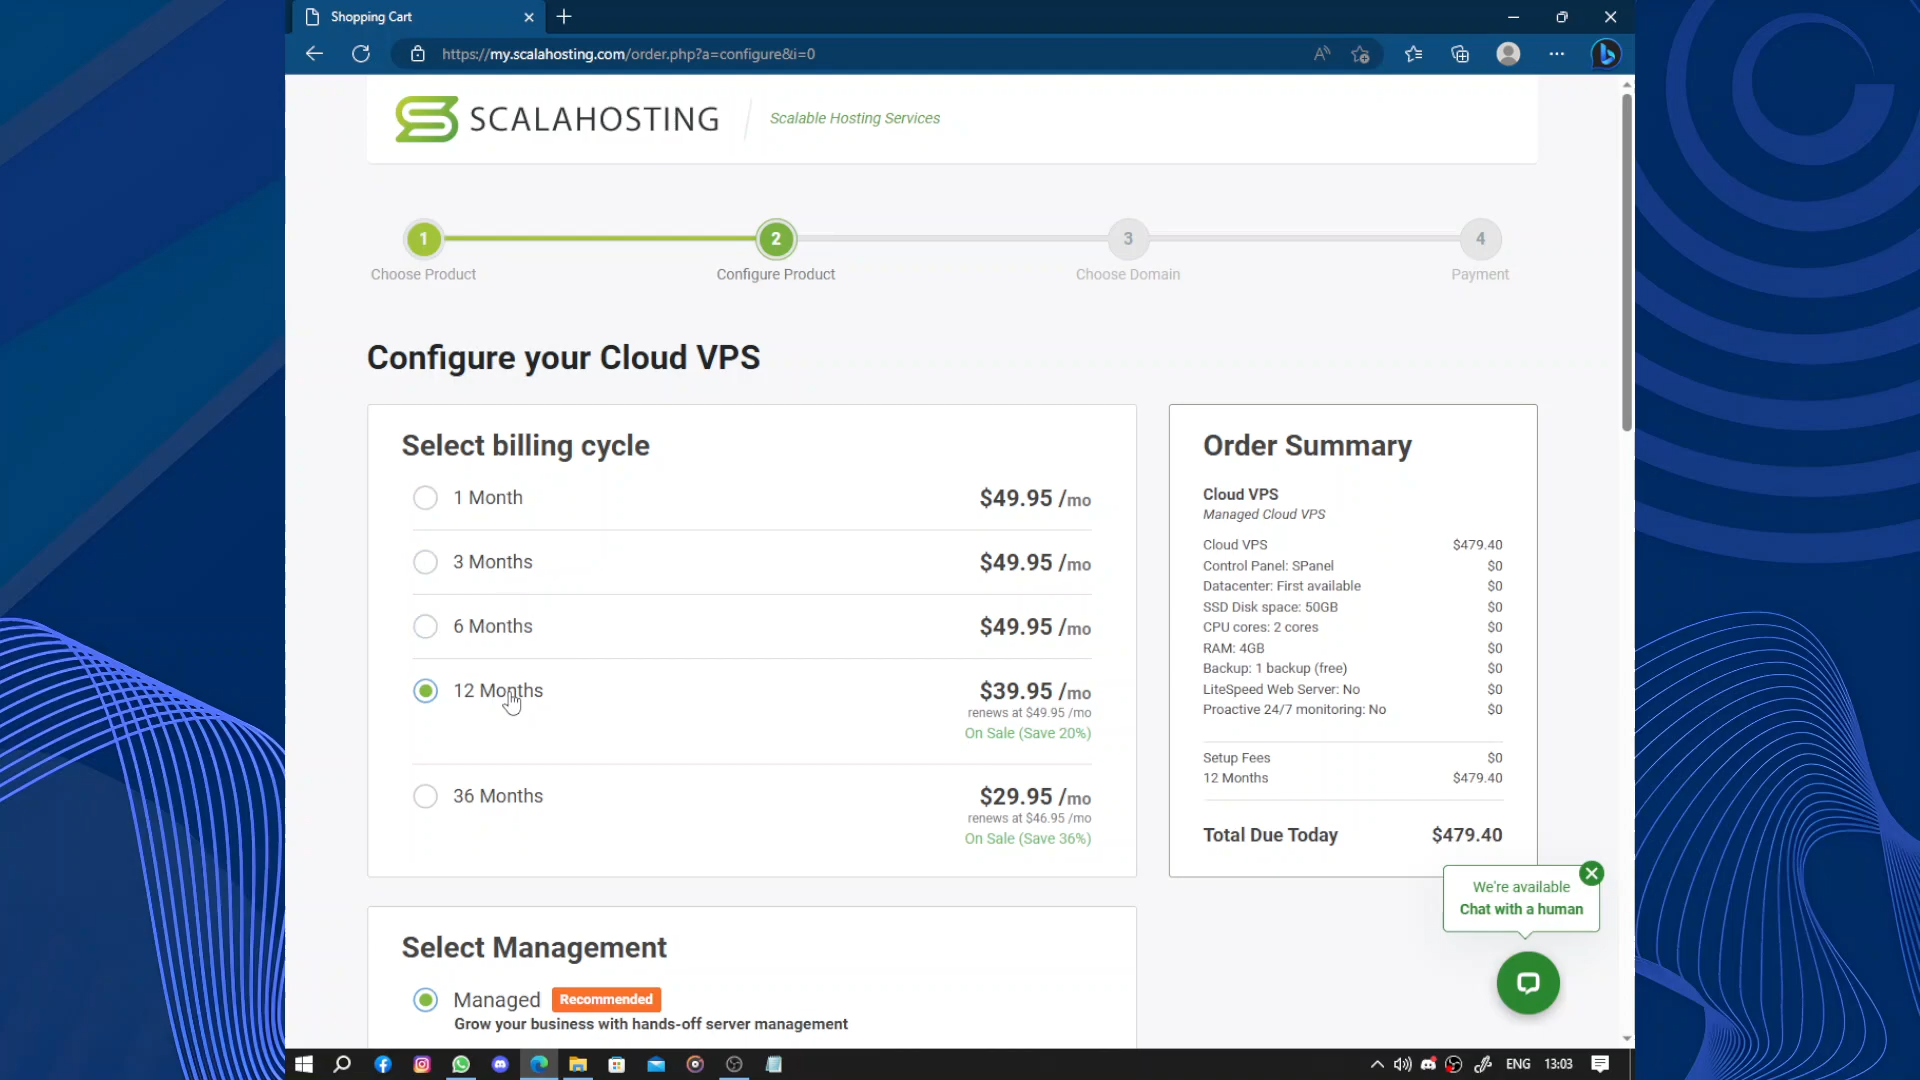 Shopping Cart
https://my.scalahosting.com/order.php?a=configure&i=0
SCALAHOSTING
Scalable Hosting Services
1
2
3
4
Choose Product
Configure Product
Choose Domain
Payment
Configure your Cloud VPS
Select billing cycle
1 Month
$49.95 /mo
3 Months
$49.95 /mo
6 Months
$49.95 /mo
12 Months
$39.95 /mo
renews at $49.95 /mo
On Sale (Save 20%)
36 Months
$29.95 /mo
renews at $46.95 /mo
On Sale (Save 36%)
Order Summary
Cloud VPS
Managed Cloud VPS
Cloud VPS $479.40
Control Panel: SPanel $0
Datacenter: First available $0
SSD Disk space: 50GB $0
CPU cores: 2 cores $0
RAM: 4GB $0
Backup: 1 backup (free) $0
LiteSpeed Web Server: No $0
Proactive 24/7 monitoring: No $0
Setup Fees $0
12 Months $479.40
Total Due Today $479.40
We're available
Chat with a human
Select Management
Managed Recommended
Grow your business with hands-off server management
ENG 13:03